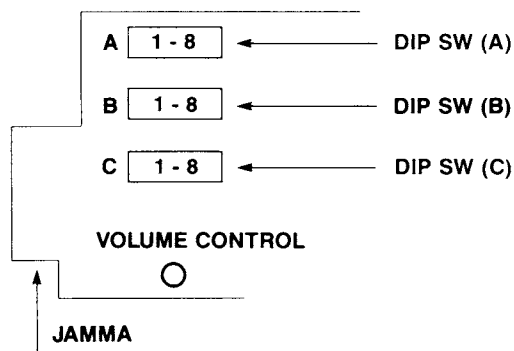 A 1 - 8 DIP SW (A)
B 1 - 8 DIP SW (B)
C 1 - 8 DIP SW (C)
VOLUME CONTROL
JAMMA